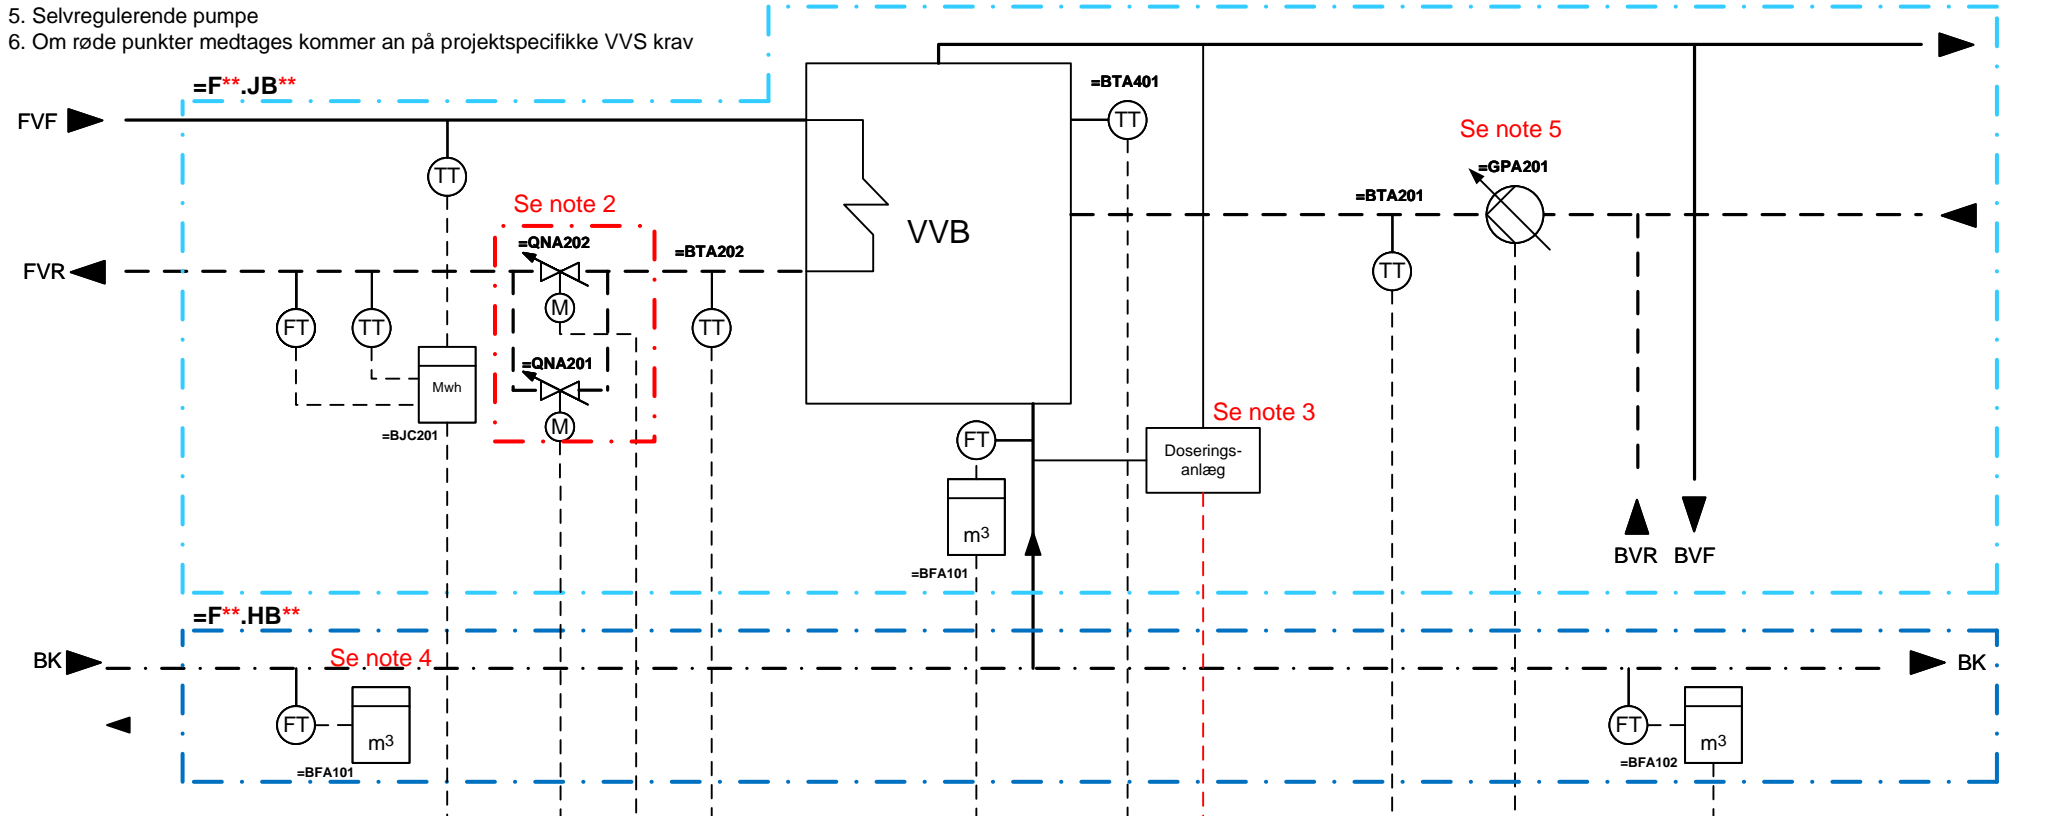 5. Selvregulerende pumpe
6. Om røde punkter medtages kommer an på projektspecifikke VVS krav
=F**.JB**
=BTA401
FVF
TT
Se note 5
TT
=GPA201
Se note 2
=BTA201
VVB
=QNA202
=BTA202
FVR
TT
M
FT
TT
TT
=QNA201
Mwh
Se note 3
M
=BJC201
FT
Doserings-
anlæg
m3
BVR
BVF
=BFA101
=F**.HB**
Se note 4
BK
BK
FT
m3
FT
m3
=BFA101
=BFA102